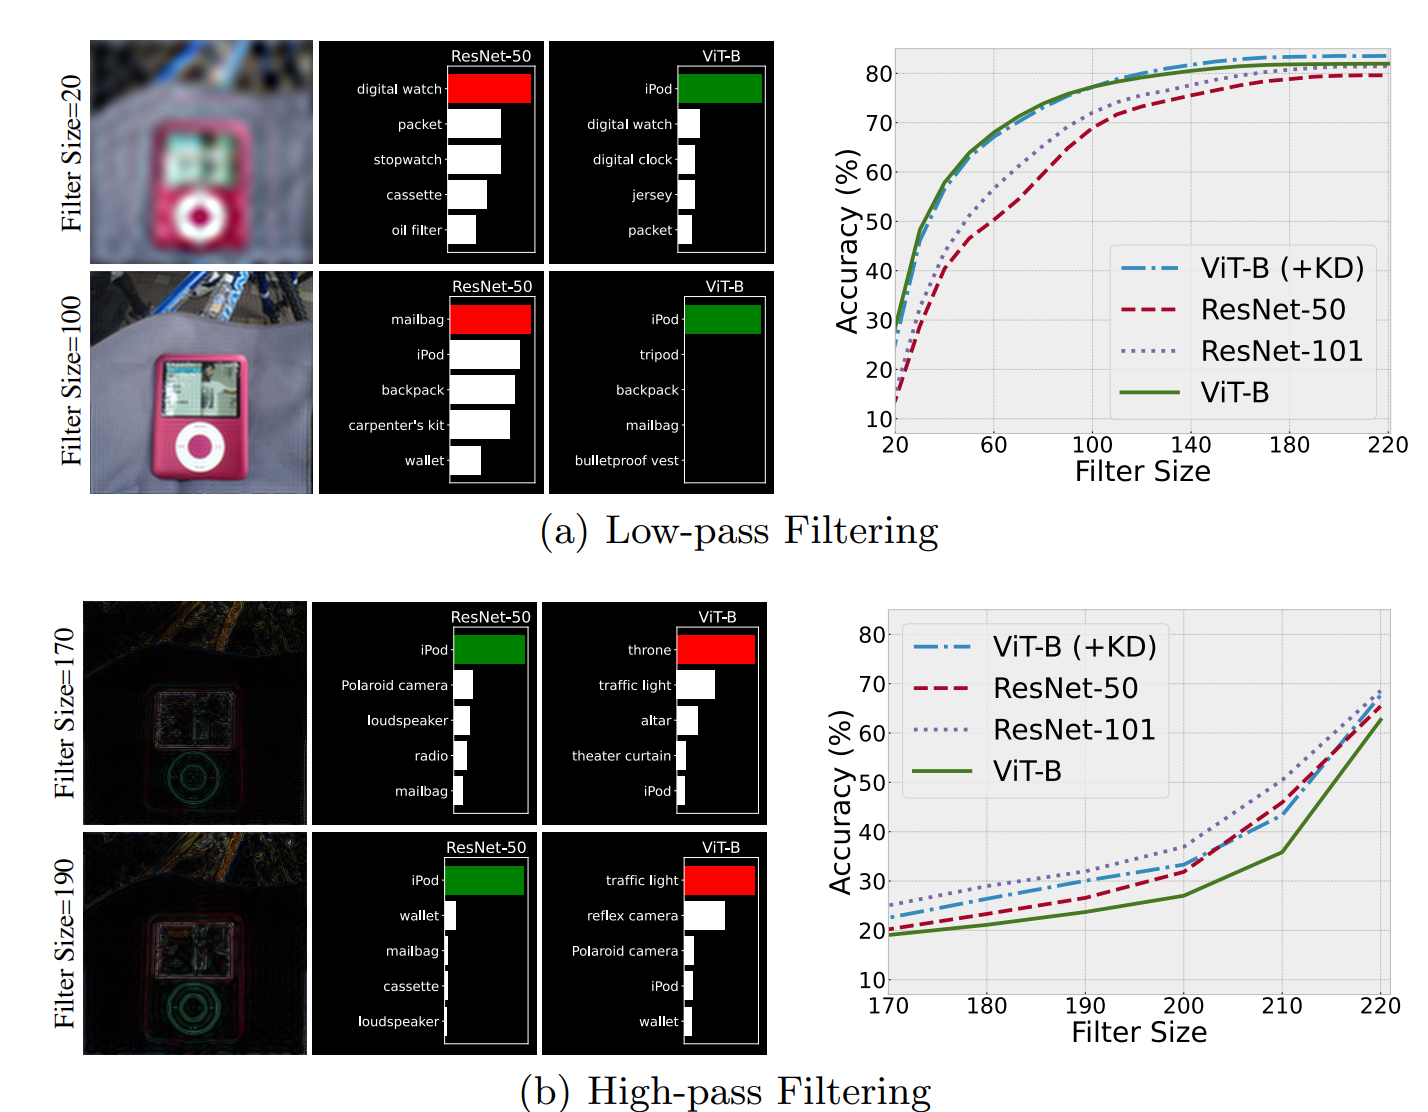 Filter Size=20
ResNet-50
digital watch
packet
stopwatch
cassette
oil filter
ViT-B
iPod
digital watch
digital clock
jersey
packet
Filter Size=100
ResNet-50
mailbag
iPod
backpack
carpenter's kit
wallet
ViT-B
iPod
tripod
backpack
mailbag
bulletproof vest
Accuracy (%)
80
70
60
50
40
30
20
10
20 60 100 140 180 220
Filter Size
ViT-B (+KD)
ResNet-50
ResNet-101
ViT-B
(a) Low-pass Filtering
Filter Size=170
ResNet-50
iPod
Polaroid camera
loudspeaker
radio
mailbag
ViT-B
throne
traffic light
altar
theater curtain
iPod
Filter Size=190
ResNet-50
iPod
wallet
mailbag
cassette
loudspeaker
ViT-B
traffic light
reflex camera
Polaroid camera
iPod
wallet
Accuracy (%)
80
70
60
50
40
30
20
10
170 180 190 200 210 220
Filter Size
ViT-B (+KD)
ResNet-50
ResNet-101
ViT-B
(b) High-pass Filtering